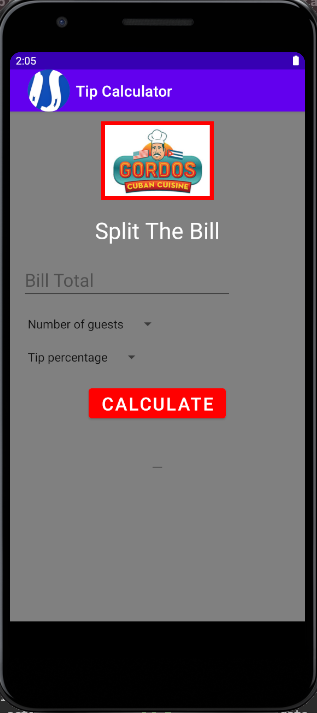 2:05
Tip Calculator
GORDOS
CUBAN CUISINE
Split The Bill
Bill Total
Number of guests
Tip percentage
CALCULATE